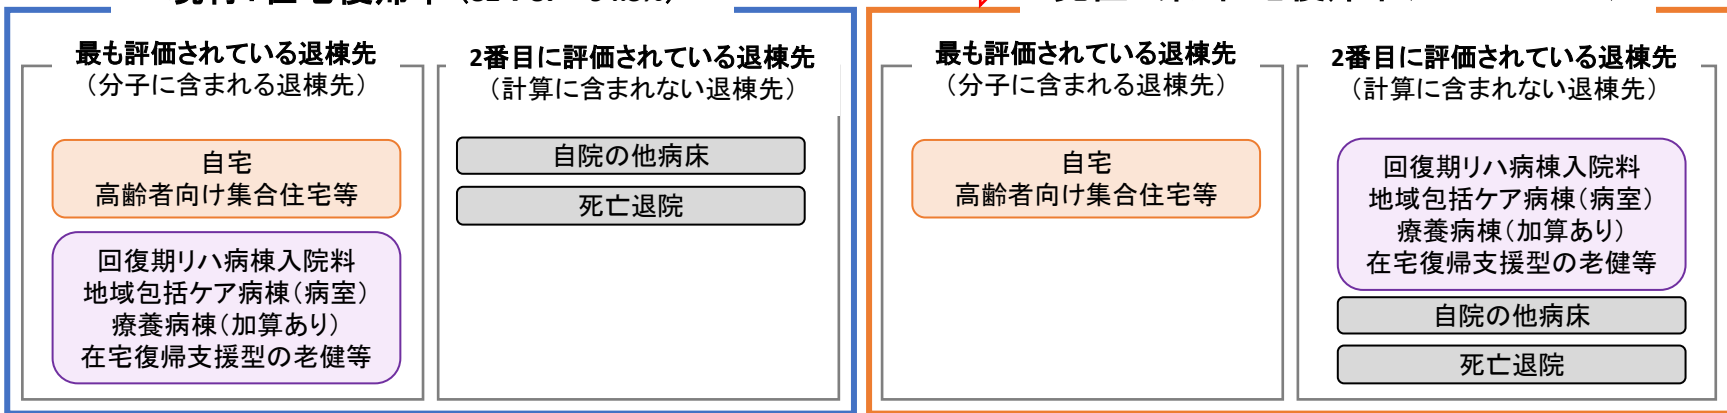 最も評価されている退棟先
（分子に含まれる退棟先）
自宅
高齢者向け集合住宅等
回復期リハ病棟入院料
地域包括ケア病棟（病室）
療養病棟（加算あり）
在宅復帰支援型の老健等
2番目に評価されている退棟先
（計算に含まれない退棟先）
自院の他病床
死亡退院
最も評価されている退棟先
（分子に含まれる退棟先）
自宅
高齢者向け集合住宅等
2番目に評価されている退棟先
（計算に含まれない退棟先）
回復期リハ病棟入院料
地域包括ケア病棟（病室）
療養病棟（加算あり）
在宅復帰支援型の老健等
自院の他病床
死亡退院